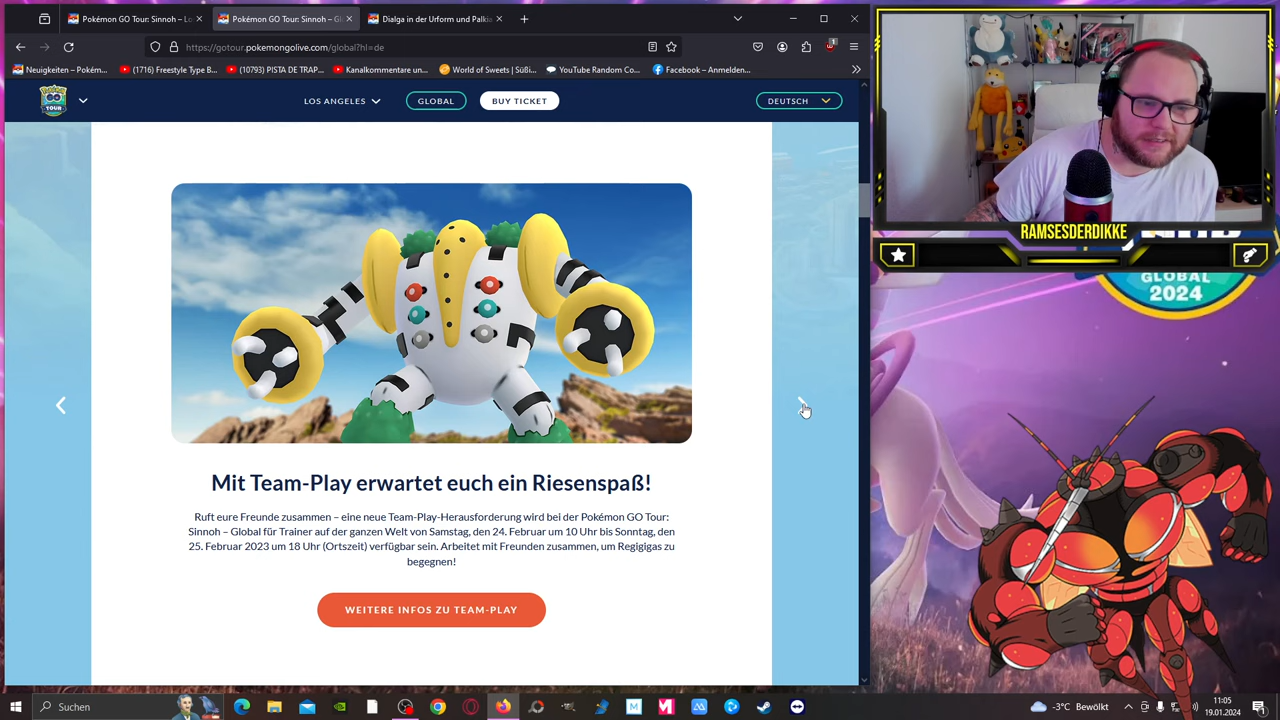 Pokémon GO Tour: Sinnoh – Lo
Pokémon GO Tour: Sinnoh – Gl
Dialga in der Urform und Palkia
https://gotour.pokemongolive.com/global?hl=de
1
Neuigkeiten – Pokém...
(1716) Freestyle Type B...
(10793) PISTA DE TRAP...
Kanalkommentare un...
World of Sweets | Süßi...
YouTube Random Co...
Facebook – Anmelden...
TOUR
LOS ANGELES
GLOBAL
BUY TICKET
DEUTSCH
RAMSESDERDIKKE
GLOBAL
2024
Mit Team-Play erwartet euch ein Riesenspaß!
Ruft eure Freunde zusammen – eine neue Team-Play-Herausforderung wird bei der Pokémon GO Tour:
Sinnoh – Global für Trainer auf der ganzen Welt von Samstag, den 24. Februar um 10 Uhr bis Sonntag, den
25. Februar 2023 um 18 Uhr (Ortszeit) verfügbar sein. Arbeitet mit Freunden zusammen, um Regigigas zu
begegnen!
WEITERE INFOS ZU TEAM-PLAY
Suchen
-3°C Bewölkt
11:05
19.01.2024